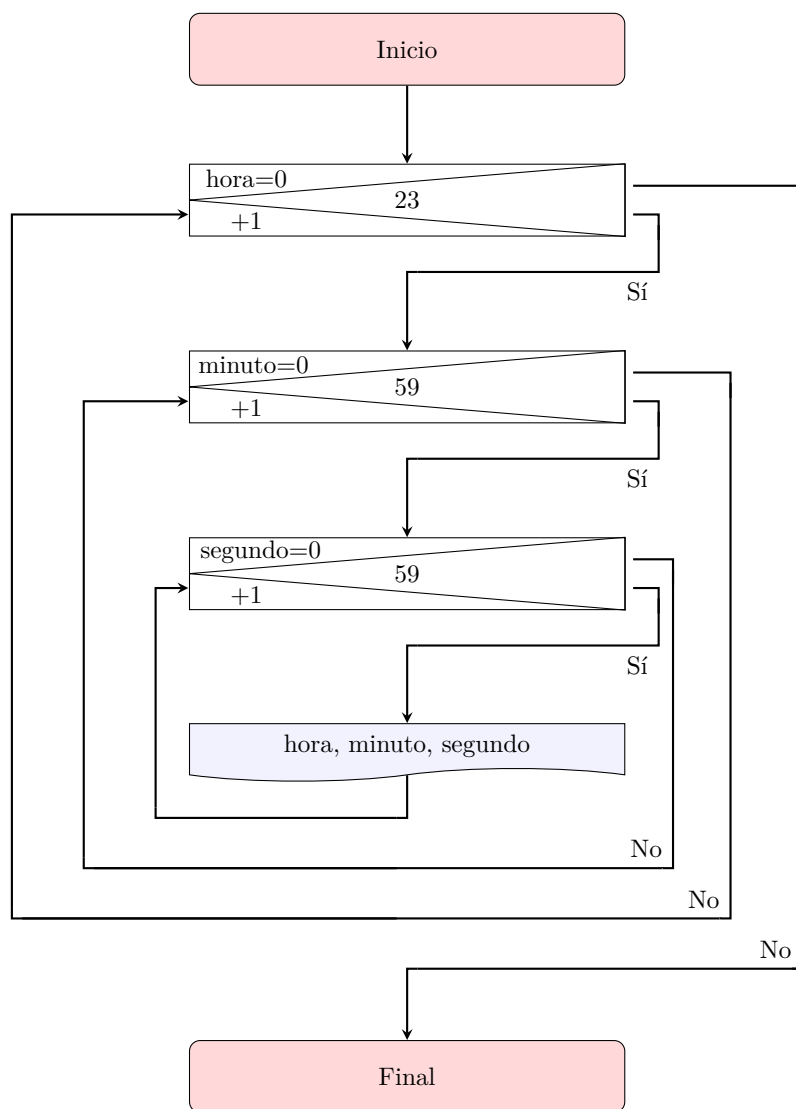 Inicio
hora=0
23
+1
Sí
minuto=0
59
+1
Sí
segundo=0
59
+1
Sí
hora, minuto, segundo
No
No
No
Final